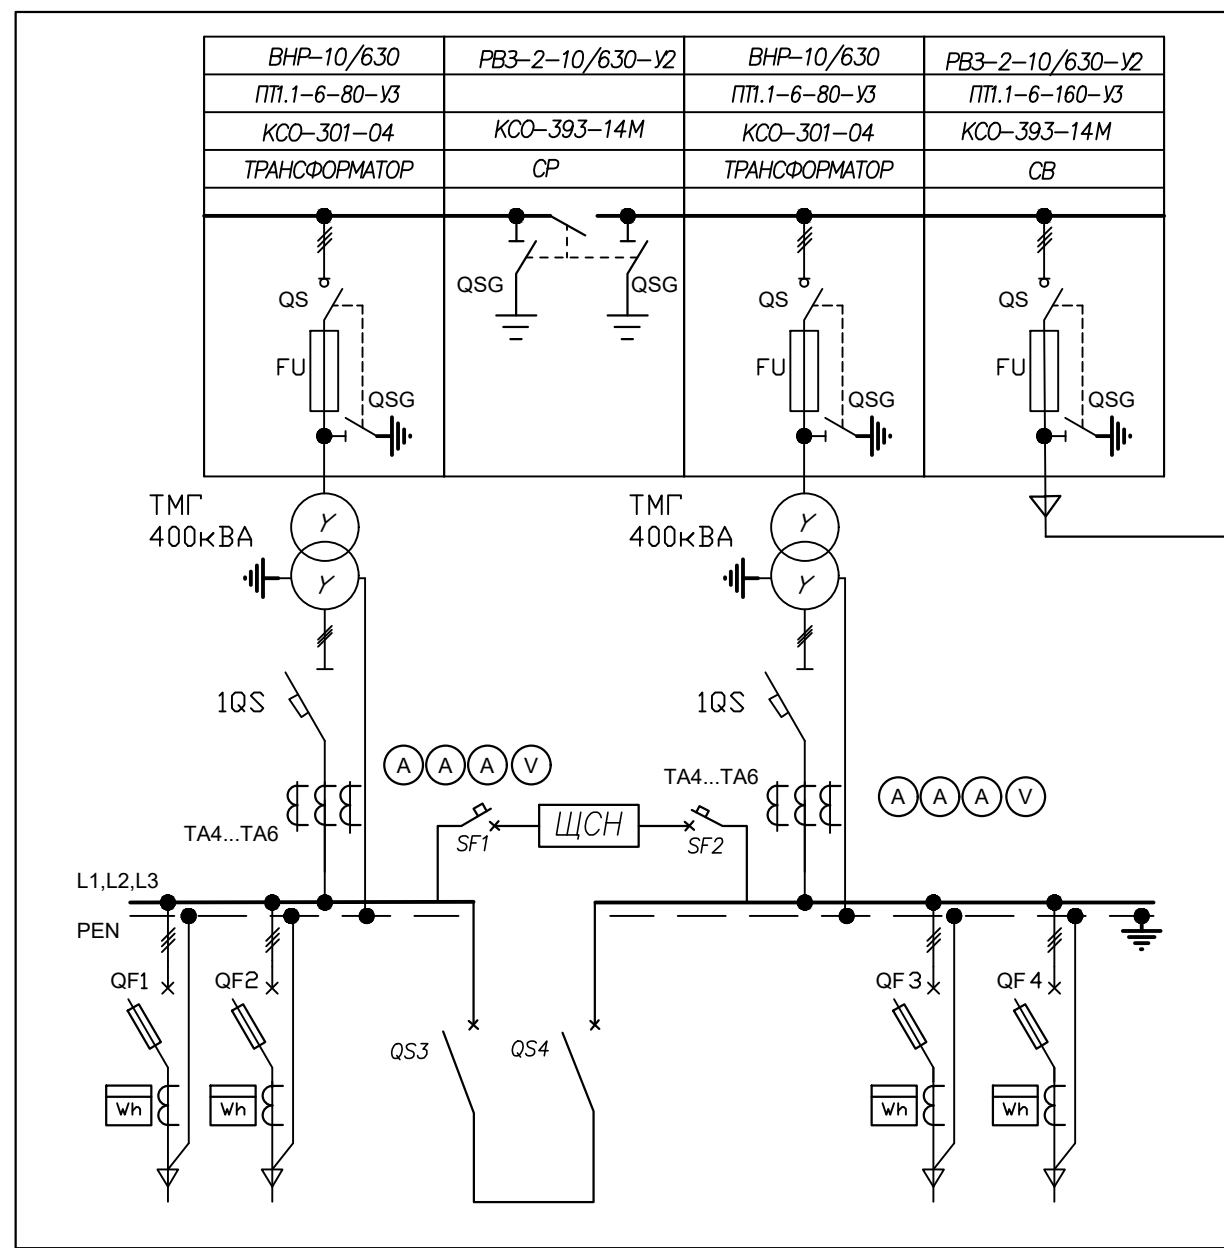 ВНР-10/630 РВЗ-2-10/630-У2 ВНР-10/630 РВЗ-2-10/630-У2
ПТ1.1-6-80-У3 ПТ1.1-6-80-У3 ПТ1.1-6-160-У3
КСО-301-04 КСО-393-14М КСО-301-04 КСО-393-14М
ТРАНСФОРМАТОР СР ТРАНСФОРМАТОР СВ
QSG QSG
QS QS QS
FU FU FU
QSG QSG QSG
ТМГ ТМГ
400кВА 400кВА
Y Y
Y Y
1QS 1QS
A A A V
TA4...TA6
A A A V
TA4...TA6
SF1 ЩСН SF2
L1,L2,L3
PEN
QF1 QF2 QF3 QF4
QS3 QS4
Wh Wh Wh Wh